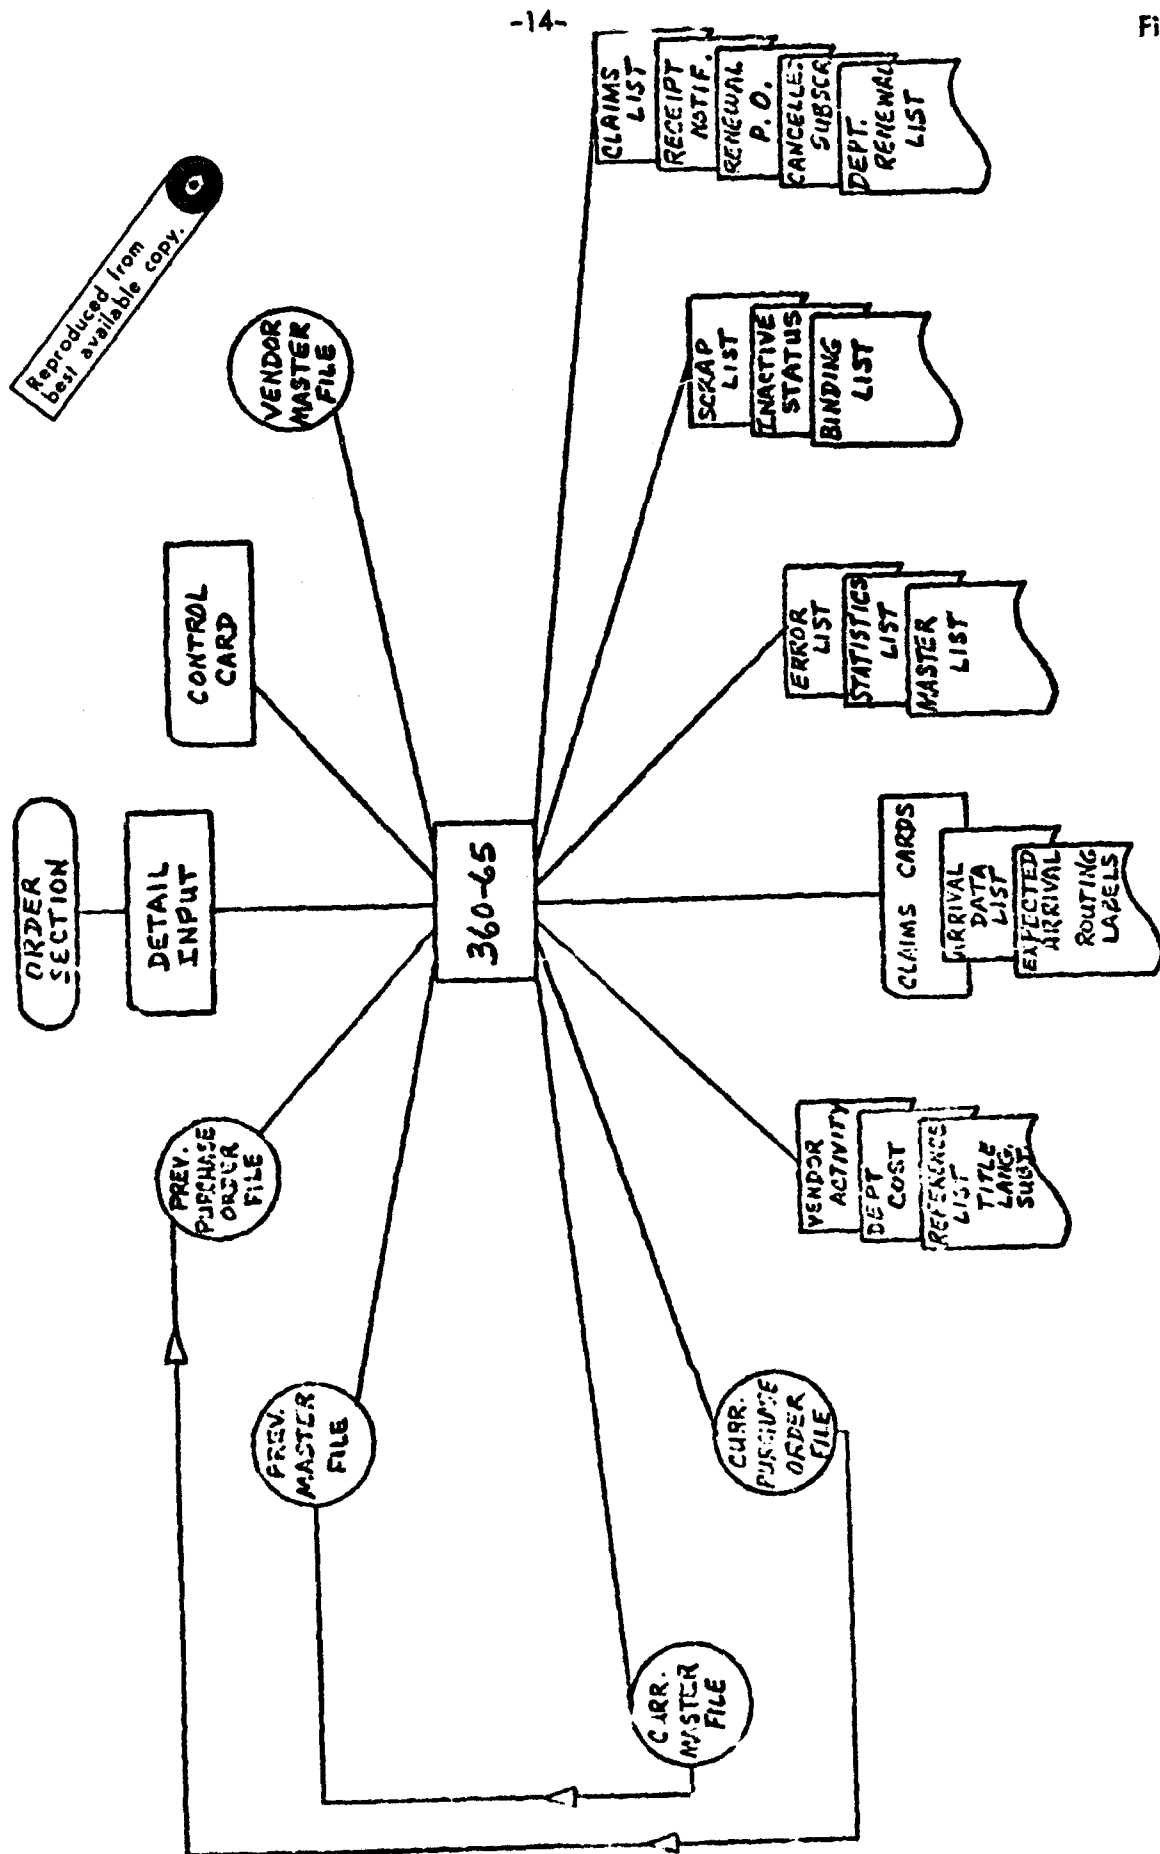 -14-
Fi
Reproduced from
best available copy.
ORDER
SECTION
DETAIL
INPUT
CONTROL
CARD
VENDOR
MASTER
FILE
PREV.
PURCHASE
ORDER
FILE
PREV.
MASTER
FILE
360-65
CURR.
MASTER
FILE
CURR.
PURCHASE
ORDER
FILE
VENDOR
ACTIVITY
DEPT
COST
REFERENCE
LIST
TITLE
LANG.
SUBT.
CLAIMS CARDS
ARRIVAL
DATA
LIST
EXPECTED
ARRIVAL
ROUTING
LABELS
ERROR
LIST
STATISTICS
LIST
MASTER
LIST
SCRAP
LIST
INACTIVE
STATUS
BINDING
LIST
CLAIMS
LIST
RECEIPT
NOTIF.
RENEWAL
P.O.
CANCELLE
SUBSCR
DEPT.
RENEWAL
LIST